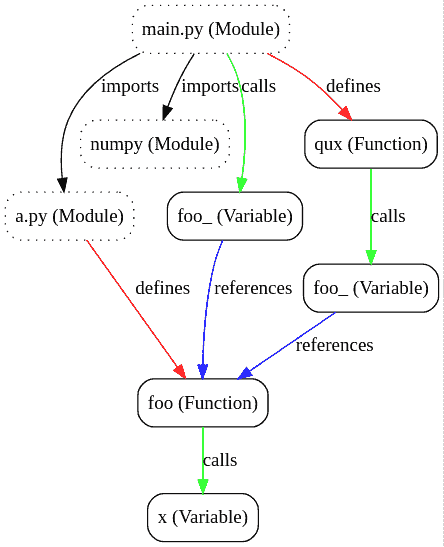 main.py (Module)
imports
imports
calls
defines
numpy (Module)
qux (Function)
a.py (Module)
foo_ (Variable)
calls
defines
references
foo_ (Variable)
references
foo (Function)
calls
x (Variable)